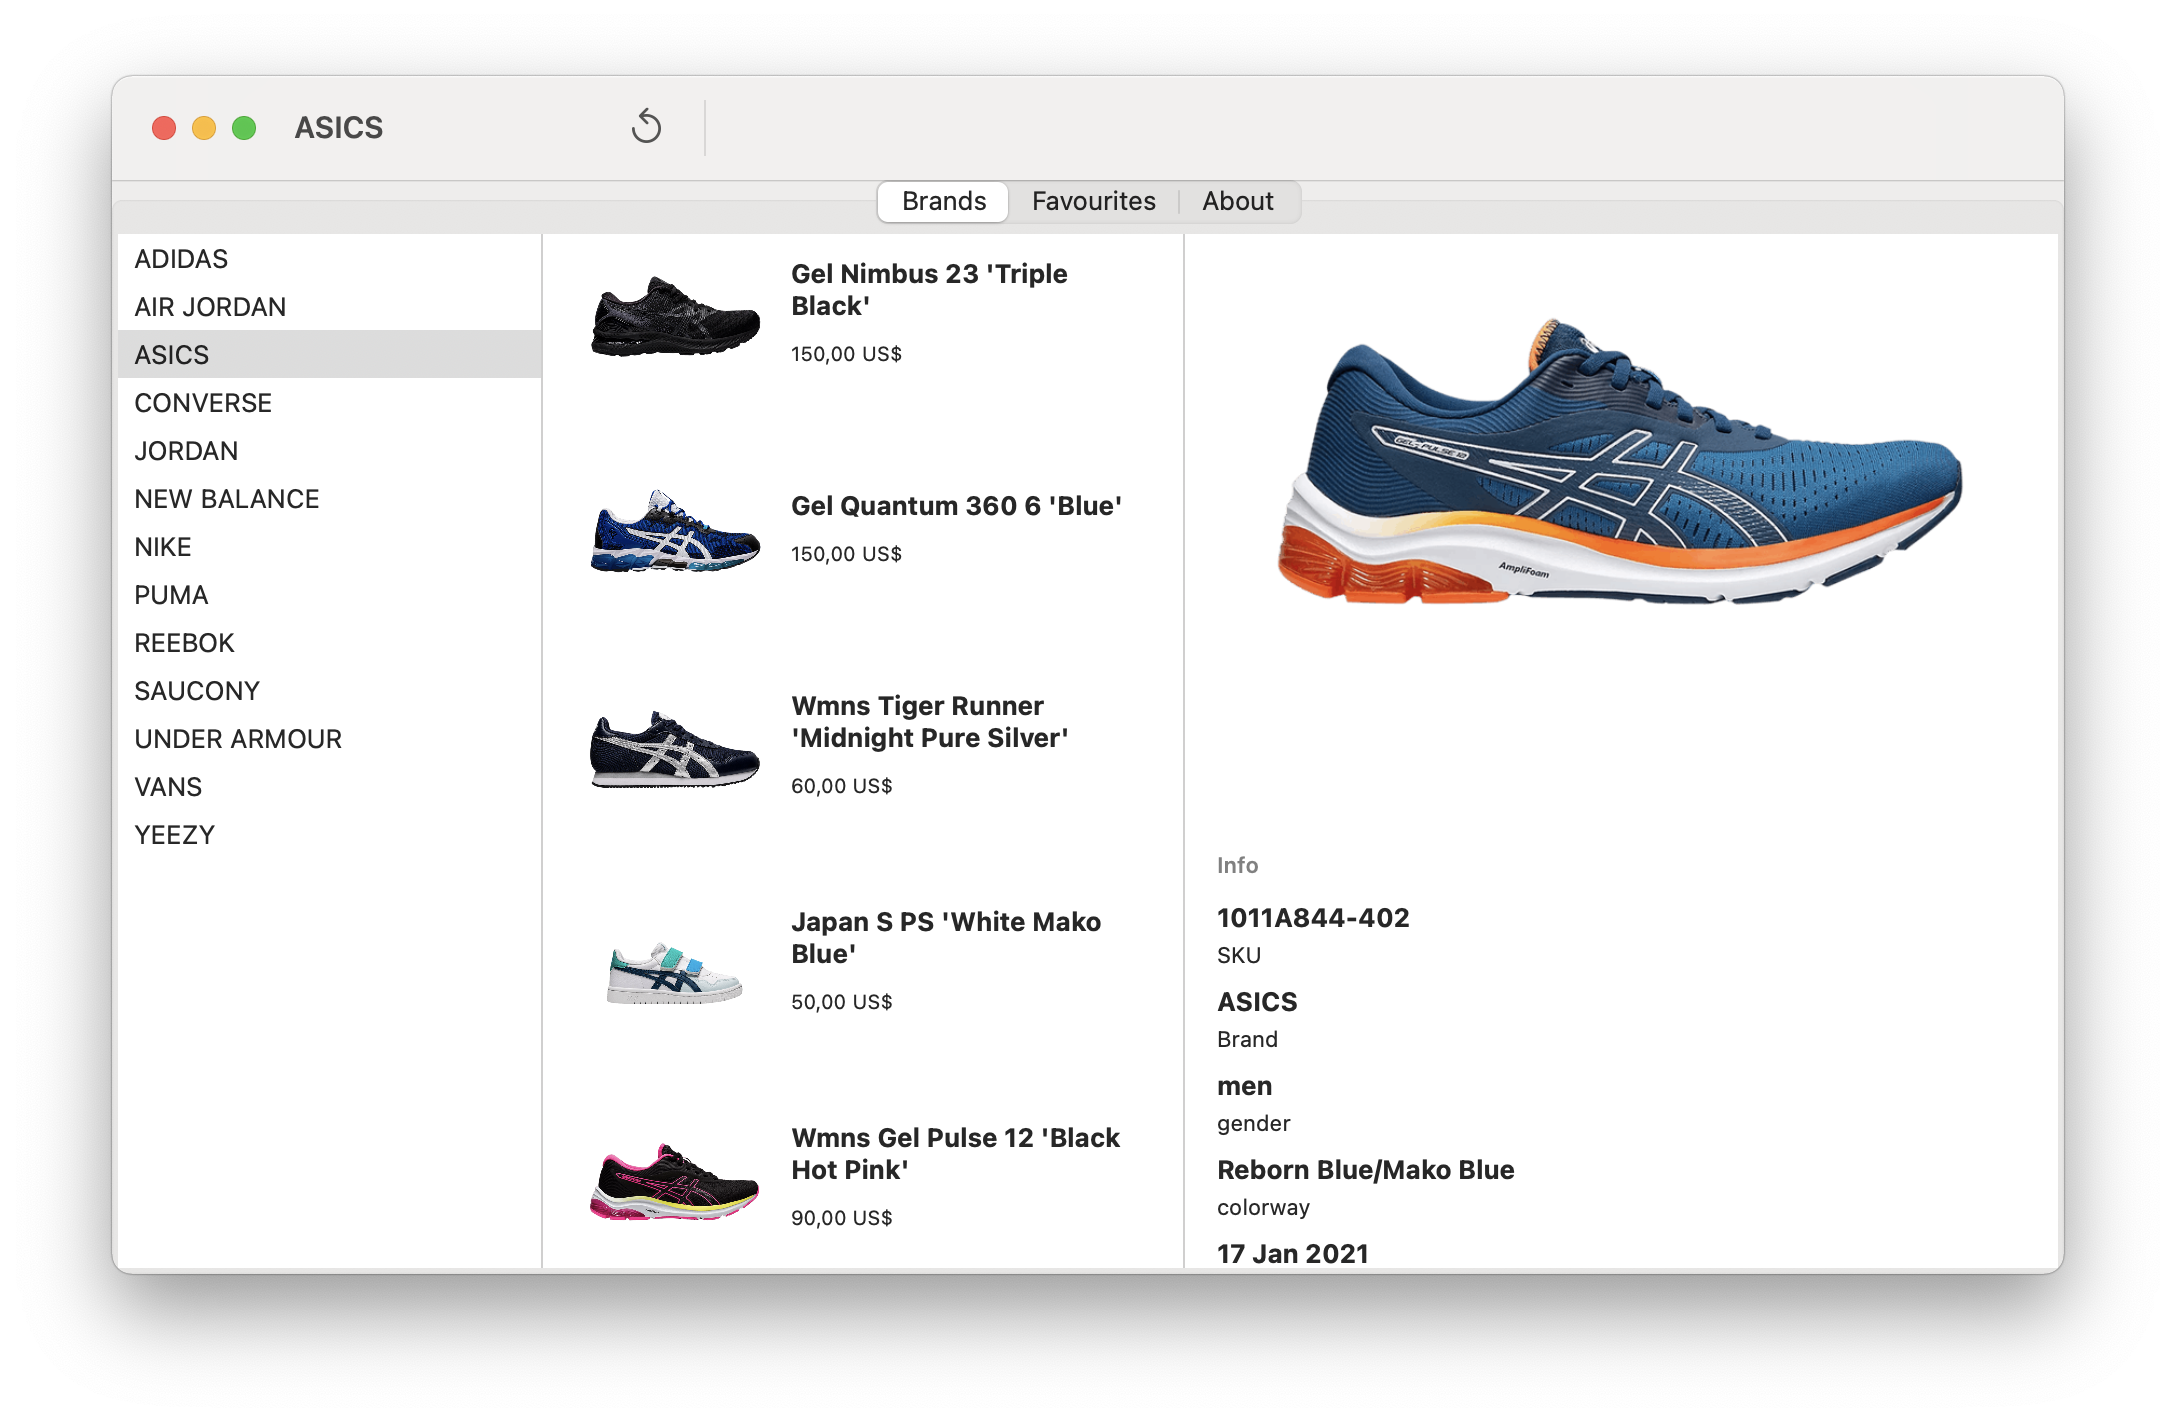 ASICS
Brands
Favourites
About
ADIDAS
AIR JORDAN
ASICS
CONVERSE
JORDAN
NEW BALANCE
NIKE
PUMA
REEBOK
SAUCONY
UNDER ARMOUR
VANS
YEEZY
Gel Nimbus 23 'Triple
Black'
150,00 US$
Gel Quantum 360 6 'Blue'
150,00 US$
Wmns Tiger Runner
'Midnight Pure Silver'
60,00 US$
Japan S PS 'White Mako
Blue'
50,00 US$
Wmns Gel Pulse 12 'Black
Hot Pink'
90,00 US$
GEL-PULSE 12
AmpliFoam
Info
1011A844-402
SKU
ASICS
Brand
men
gender
Reborn Blue/Mako Blue
colorway
17 Jan 2021